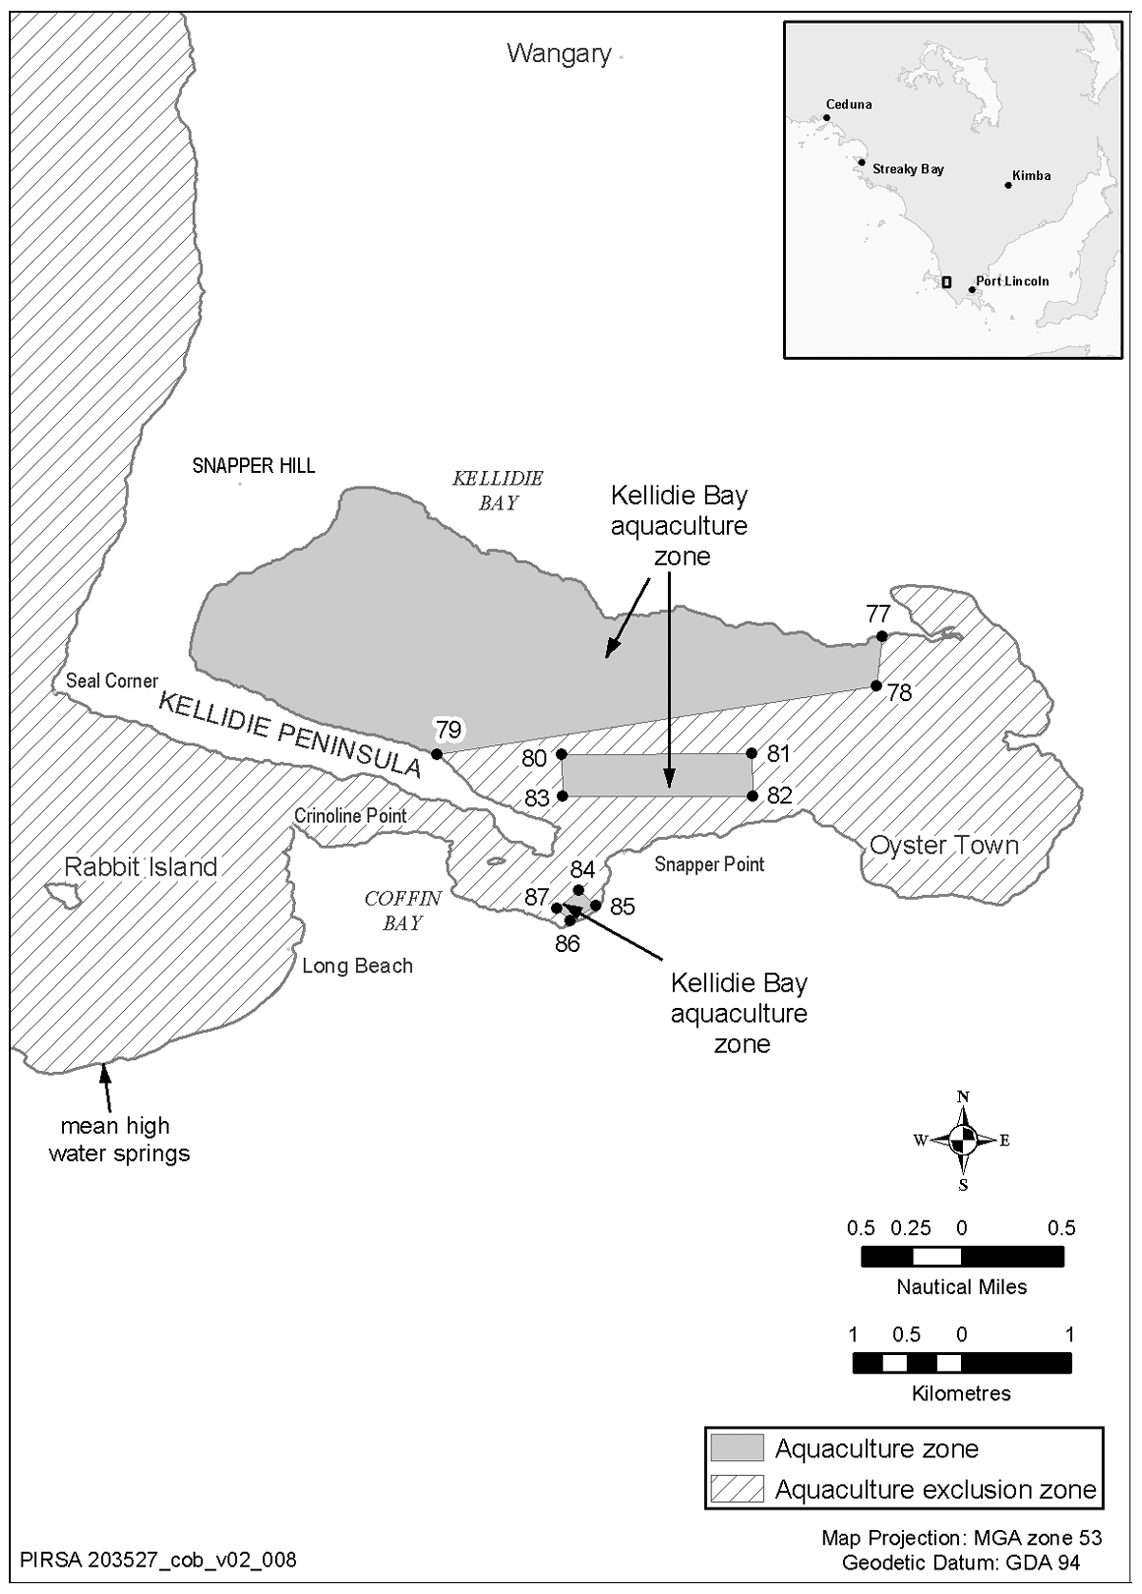 Wangary
Ceduna
Streaky Bay
Kimba
Port Lincoln
SNAPPER HILL
KELLIDIE
BAY
Kellidie Bay
aquaculture
zone
77
78
Seal Corner
KELLIDIE PENINSULA
79
80
81
83
82
Crinoline Point
Rabbit Island
Oyster Town
Snapper Point
84
87
85
86
COFFIN
BAY
Long Beach
Kellidie Bay
aquaculture
zone
mean high
water springs
N
W E
S
0.5 0.25 0 0.5
Nautical Miles
1 0.5 0 1
Kilometres
Aquaculture zone
Aquaculture exclusion zone
PIRSA 203527_cob_v02_008
Map Projection: MGA zone 53
Geodetic Datum: GDA 94